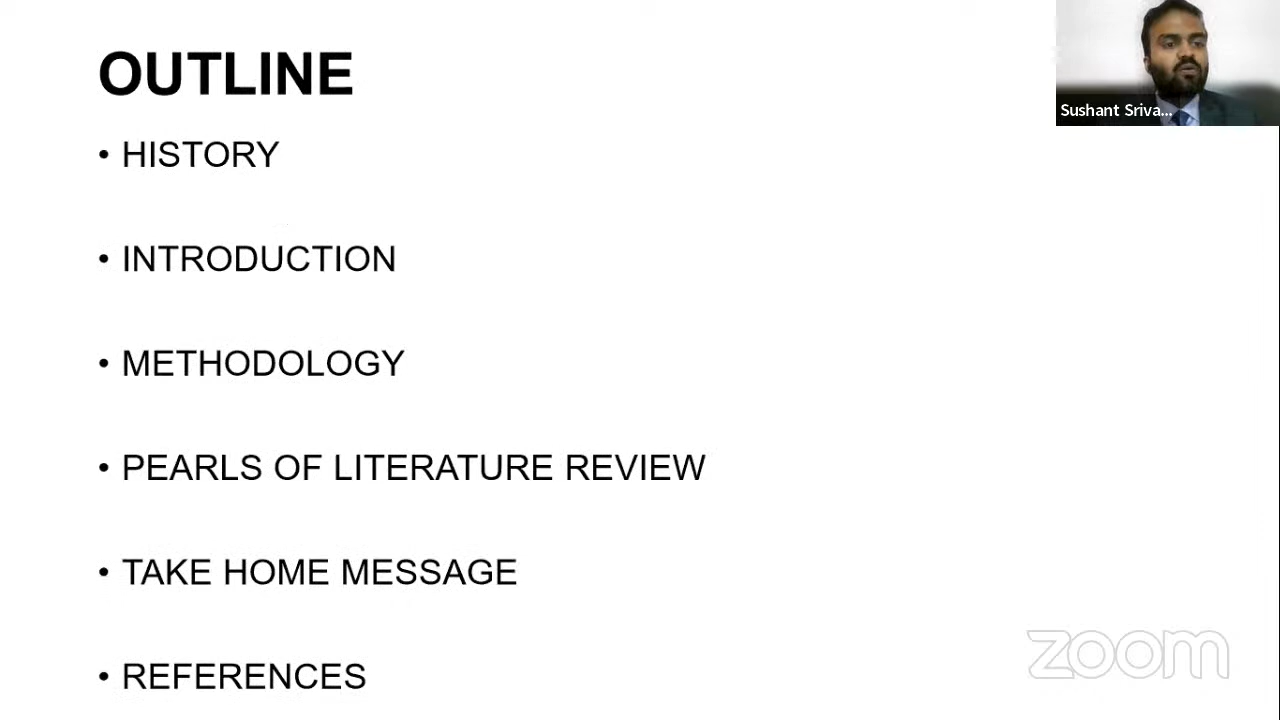 OUTLINE
• HISTORY
• INTRODUCTION
• METHODOLOGY
• PEARLS OF LITERATURE REVIEW
• TAKE HOME MESSAGE
• REFERENCES
Sushant Sriva...
zoom